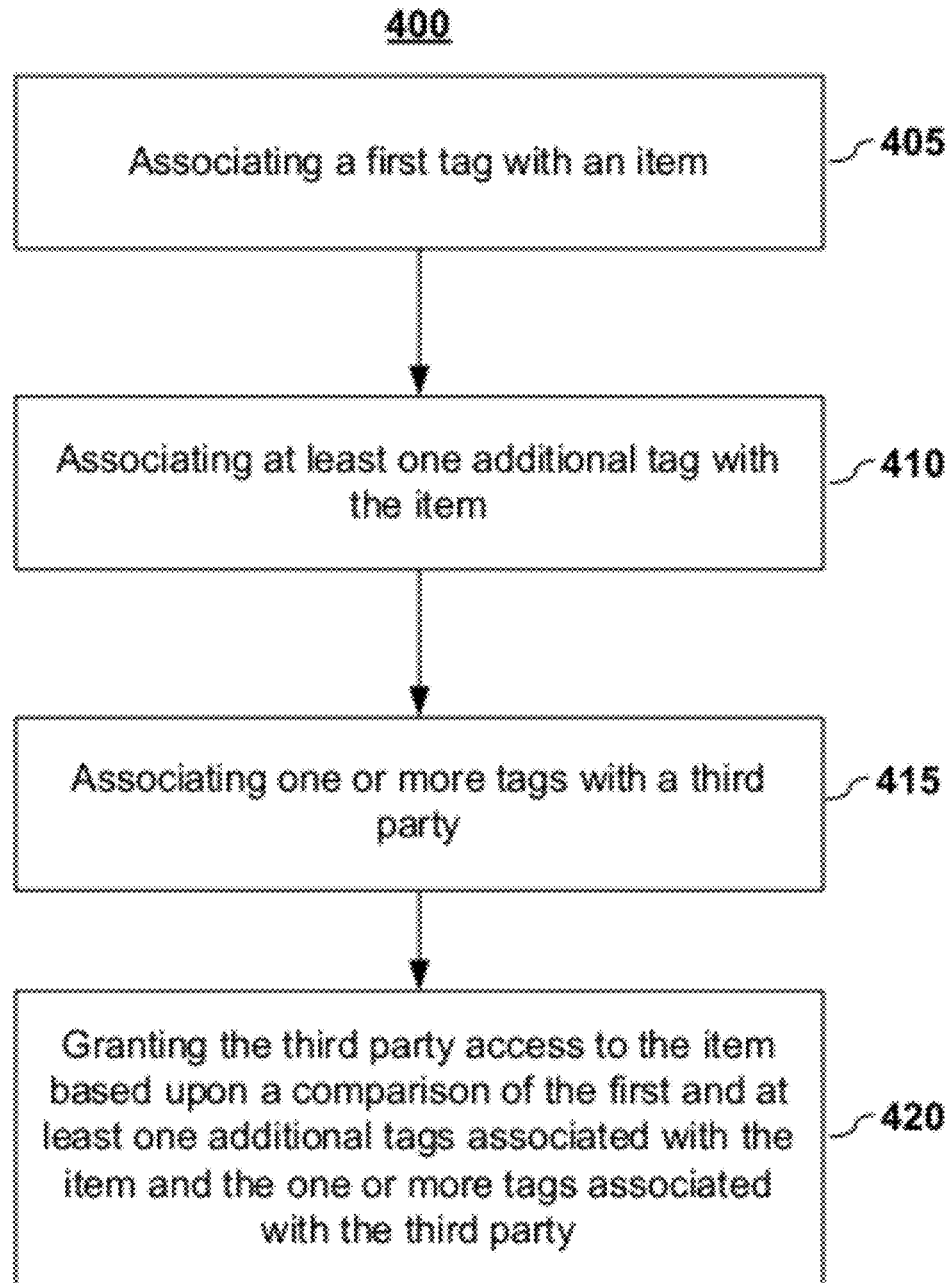 400
Associating a first tag with an item
405
Associating at least one additional tag with
the item
410
Associating one or more tags with a third
party
415
Granting the third party access to the item
based upon a comparison of the first and at
least one additional tags associated with the
item and the one or more tags associated
with the third party
420